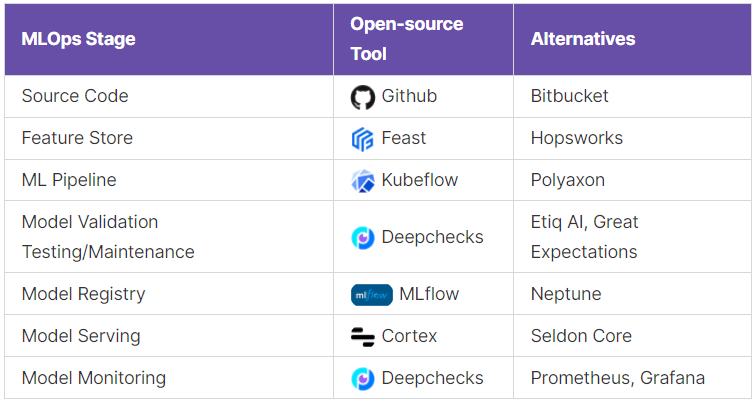 MLOps Stage
Open-source
Tool
Alternatives
Source Code
Github
Bitbucket
Feature Store
Feast
Hopsworks
ML Pipeline
Kubeflow
Polyaxon
Model Validation
Testing/Maintenance
Deepchecks
Etiq AI, Great
Expectations
Model Registry
mlflow
MLflow
Neptune
Model Serving
Cortex
Seldon Core
Model Monitoring
Deepchecks
Prometheus, Grafana